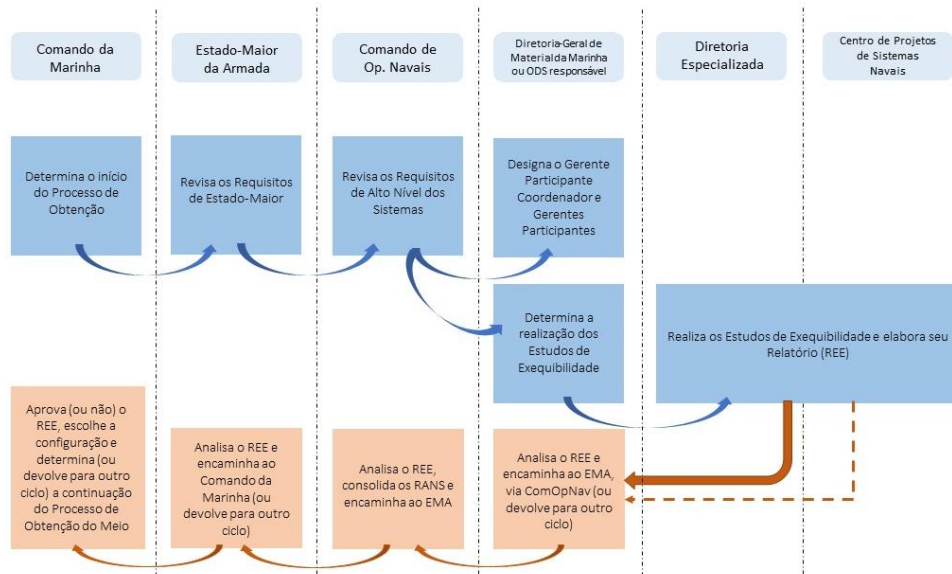 Comando da
Marinha
Estado-Maior
da Armada
Comando de
Op. Navais
Diretoria-Geral de
Material da Marinha
ou ODS responsável
Diretoria
Especializada
Centro de Projetos
de Sistemas
Navais
Determina o início
do Processo de
Obtenção
Revisa os Requisitos
de Estado-Maior
Revisa os Requisitos
de Alto Nível dos
Sistemas
Designa o Gerente
Participante
Coordenador e
Gerentes
Participantes
Determina a
realização dos
Estudos de
Exequibilidade
Realiza os Estudos de Exequibilidade e elabora seu
Relatório (REE)
Aprova (ou não) o
REE, escolhe a
configuração e
determina (ou
devolve para outro
ciclo) a continuação
do Processo de
Obtenção do Meio
Analisa o REE e
encaminha ao
Comando da
Marinha (ou
devolve para outro
ciclo)
Analisa o REE,
consolida os RANS e
encaminha ao EMA
Analisa o REE e
encaminha ao EMA,
via ComOpNav (ou
devolve para outro
ciclo)